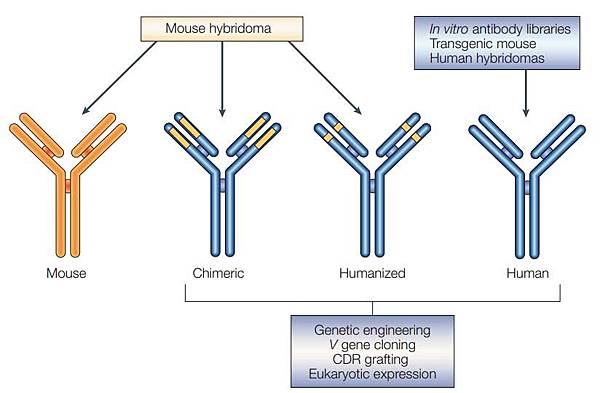 Mouse hybridoma
In vitro antibody libraries
Transgenic mouse
Human hybridomas
Mouse
Chimeric
Humanized
Human
Genetic engineering
V gene cloning
CDR grafting
Eukaryotic expression